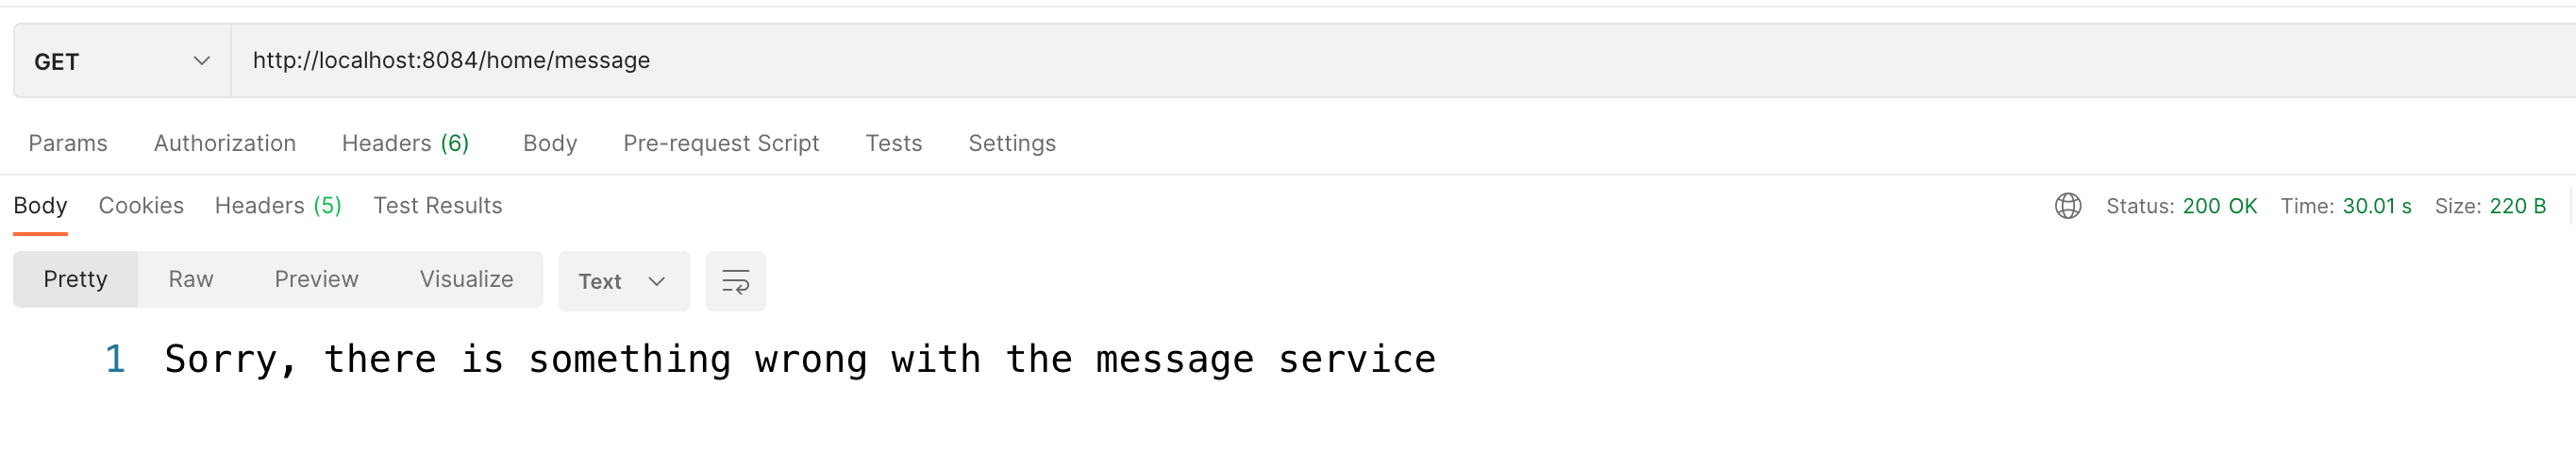 GET http://localhost:8084/home/message
Params Authorization Headers (6) Body Pre-request Script Tests Settings
Body Cookies Headers (5) Test Results Status: 200 OK Time: 30.01 s Size: 220 B
Pretty Raw Preview Visualize Text
1 Sorry, there is something wrong with the message service